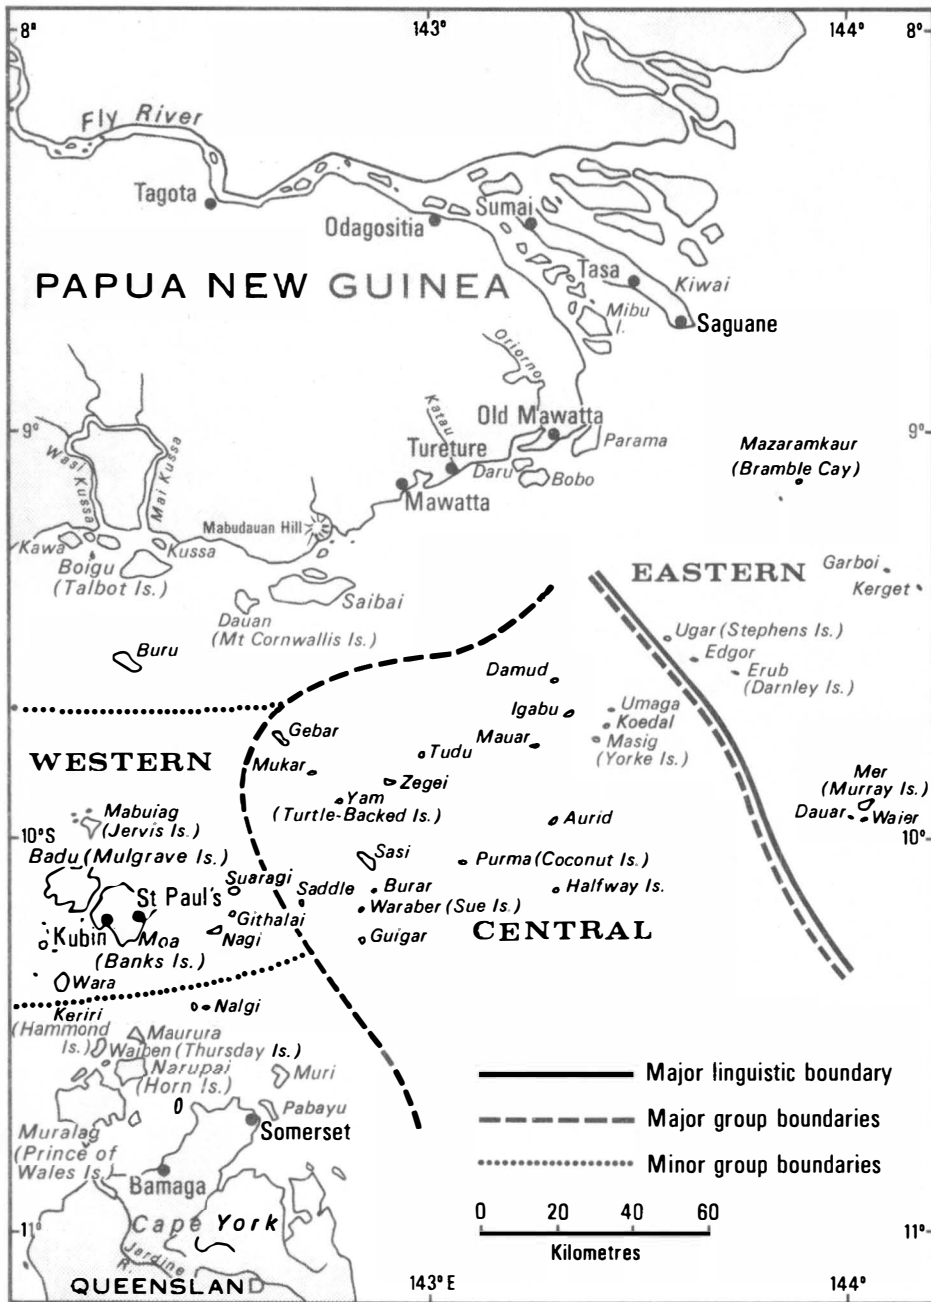 8°
143°
144°
8°
Fly River
Tagota
Odagositia
Sumai
Tasa
Kiwai
PAPUA NEW GUINEA
Mibu
I.
Saguane
Oriorno
Katau
Old Mawatta
9°
Tureture
Parama
Mazaramkaur
(Bramble Cay)
9°
Wasi Kussa
Mai Kussa
Daru
Bobo
Mawatta
Mabudauan Hill
Kawa
Kussa
Boigu
(Talbot Is.)
Garboi
EASTERN
Kerget
Saibai
Dauan
(Mt Cornwallis Is.)
Ugar (Stephens Is.)
Buru
Edgor
Damud
Erub
(Darnley Is.)
Igabu
Umaga
Gebar
Koedal
Mauar
Masig
(Yorke Is.)
Tudu
WESTERN
Mukar
Zegei
Mer
(Murray Is.)
Yam
(Turtle-Backed Is.)
Mabuiag
(Jervis Is.)
Aurid
Dauar
Waier
10°S
10°
Badu (Mulgrave Is.)
Sasi
Purma (Coconut Is.)
Suaragi
Saddle
Burar
Halfway Is.
St Paul's
Waraber (Sue Is.)
Githalai
Kubin
Moa
(Banks Is.)
Nagi
Guigar
CENTRAL
Wara
Nalgi
Keriri
(Hammond
Is.)
Maurura
Waiben (Thursday Is.)
Narupai
(Horn Is.)
Muri
Major linguistic boundary
Pabayu
Major group boundaries
Somerset
Muralag
(Prince of
Wales Is.)
Minor group boundaries
Bamaga
0 20 40 60
Kilometres
Cape York
11°
11°
Jardine
R.
QUEENSLAND
143°E
144°